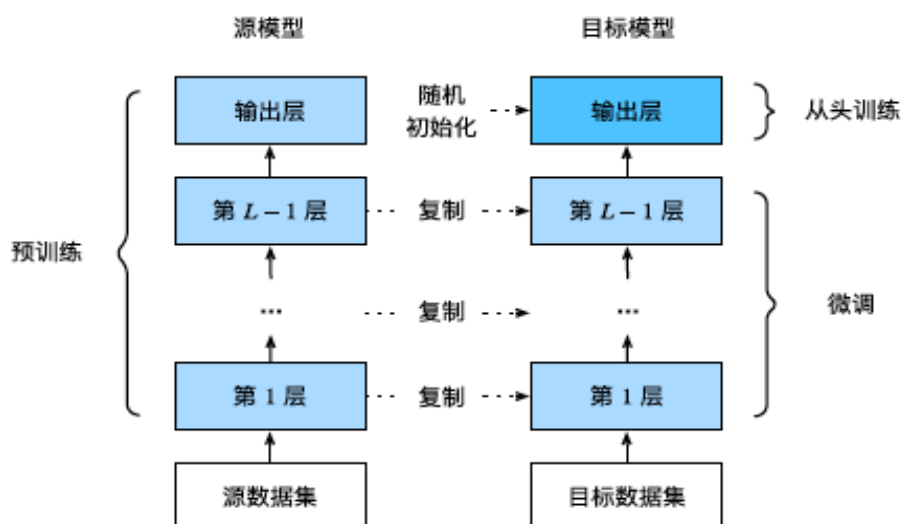 源模型
目标模型
输出层
随机
初始化
输出层
从头训练
第 L − 1 层
复制
第 L − 1 层
预训练
...
复制
...
微调
第 1 层
复制
第 1 层
源数据集
目标数据集